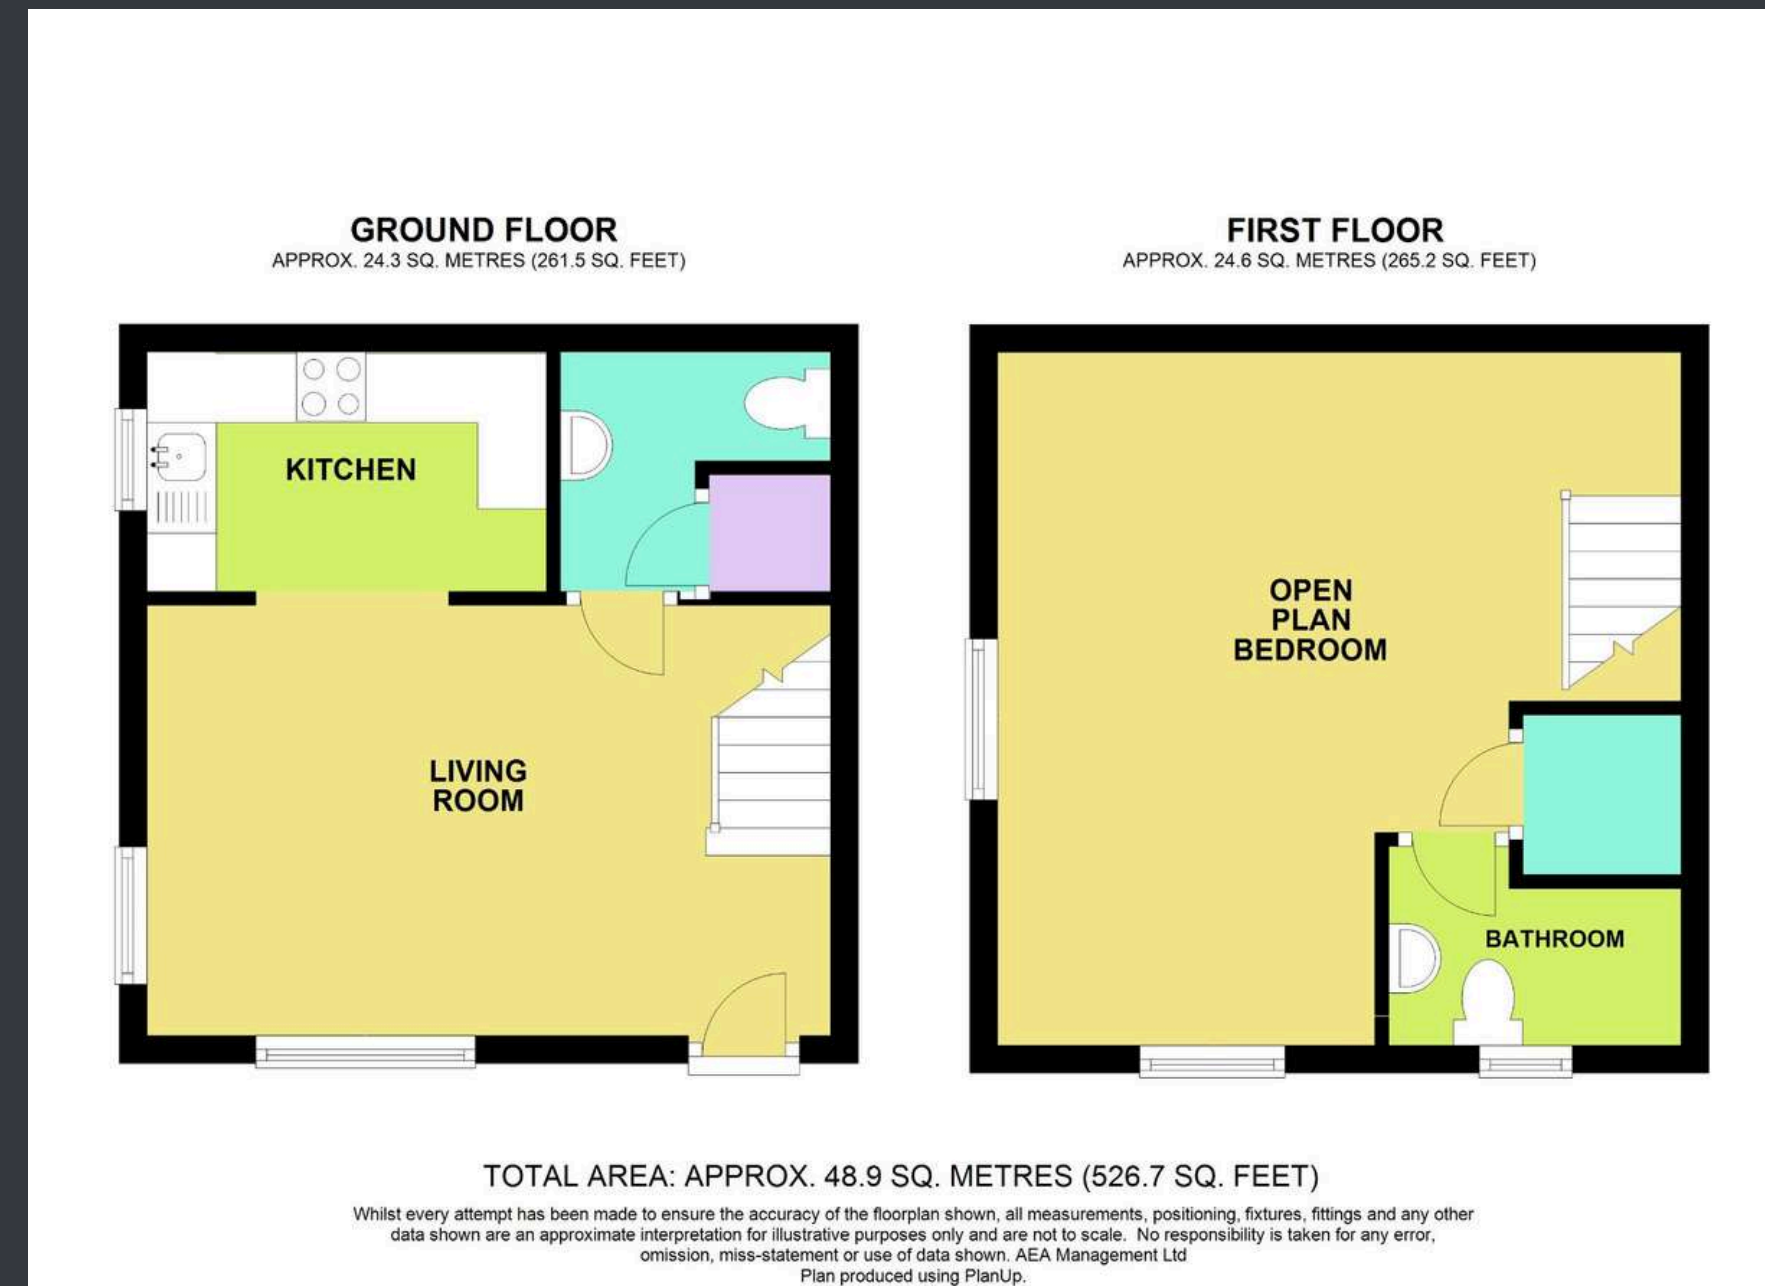 GROUND FLOOR
APPROX. 24.3 SQ. METRES (261.5 SQ. FEET)
KITCHEN
LIVING
ROOM
FIRST FLOOR
APPROX. 24.6 SQ. METRES (265.2 SQ. FEET)
OPEN
PLAN
BEDROOM
BATHROOM
TOTAL AREA: APPROX. 48.9 SQ. METRES (526.7 SQ. FEET)
Whilst every attempt has been made to ensure the accuracy of the floorplan shown, all measurements, positioning, fixtures, fittings and any other
data shown are an approximate interpretation for illustrative purposes only and are not to scale. No responsibility is taken for any error,
omission, miss-statement or use of data shown. AEA Management Ltd
Plan produced using PlanUp.